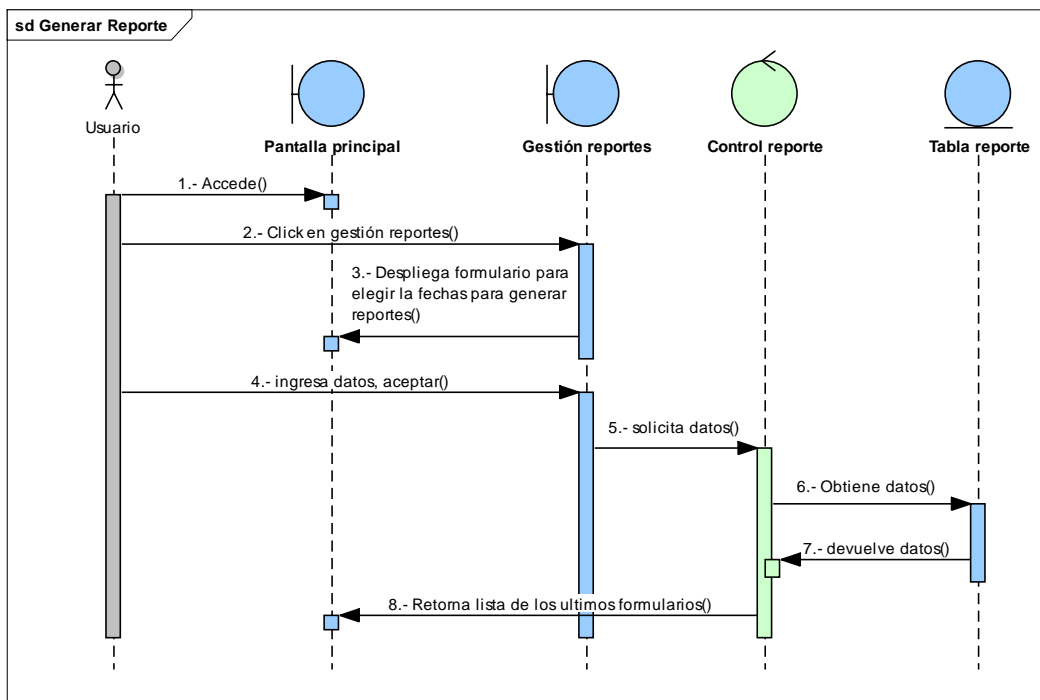 sd Generar Reporte
Usuario
Pantalla principal
Gestión reportes
Control reporte
Tabla reporte
1.- Accede()
2.- Click en gestión reportes()
3.- Despliega formulario para
elegir la fechas para generar
reportes()
4.- ingresa datos, aceptar()
5.- solicita datos()
6.- Obtiene datos()
7.- devuelve datos()
8.- Retorna lista de los ultimos formularios()